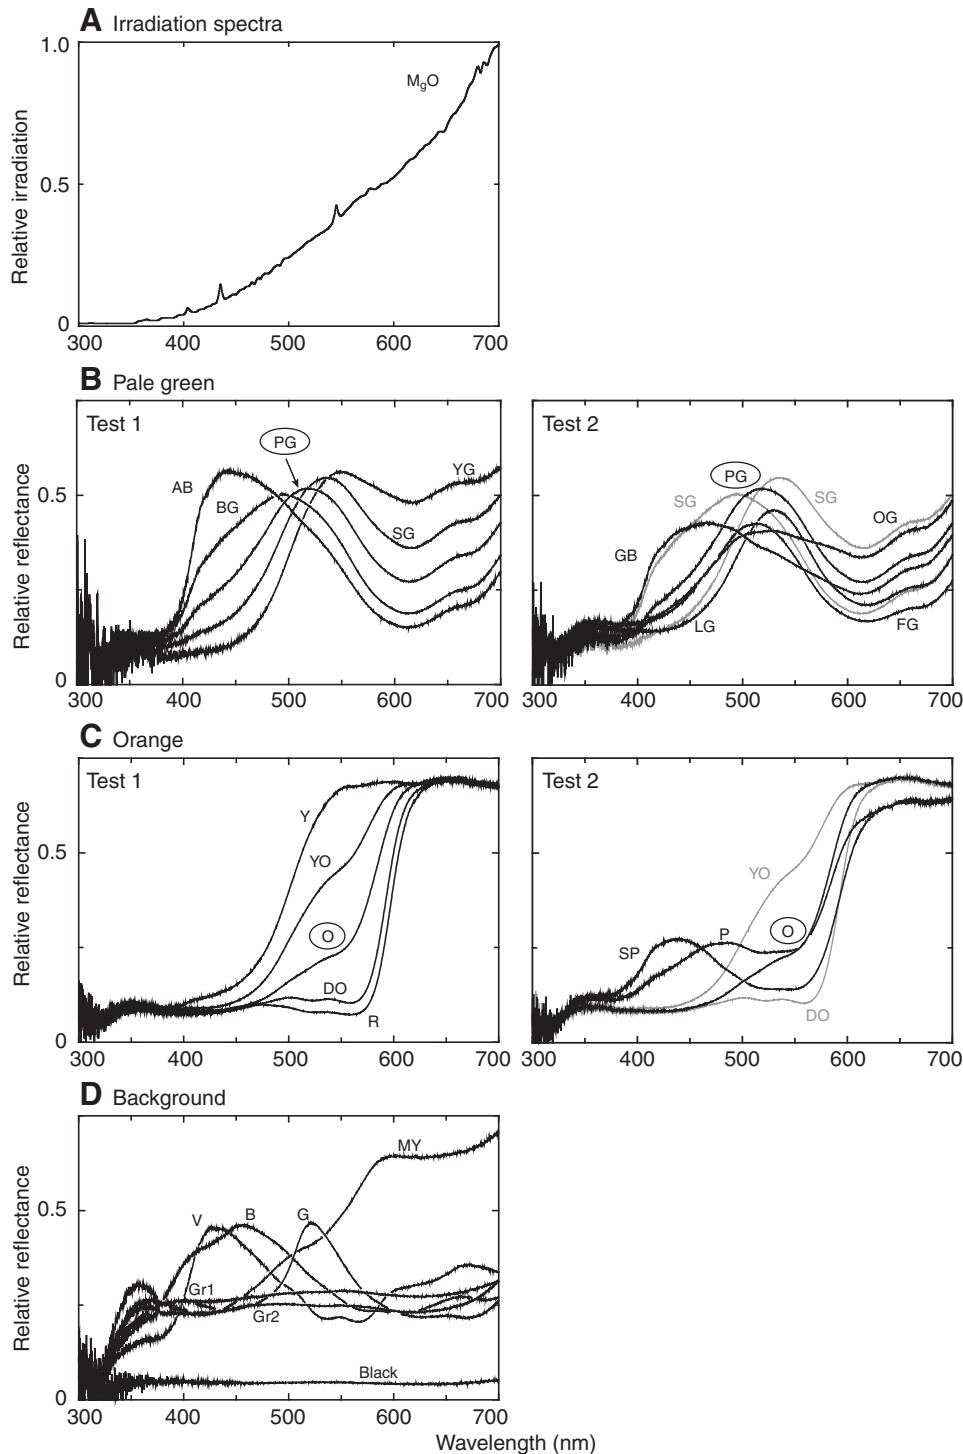 A Irradiation spectra
1.0
MgO
0.5
Relative irradiation
0
300 400 500 600 700
B Pale green
Test 1
PG
AB
BG
YG
SG
0.5
0
Relative reflectance
300 400 500 600 700
Test 2
PG
SG
SG
OG
GB
LG
FG
300 400 500 600 700
C Orange
Test 1
Y
YO
O
DO
R
0.5
0
Relative reflectance
300 400 500 600 700
Test 2
YO
O
P
SP
DO
300 400 500 600 700
D Background
MY
V
B
G
Gr1
Gr2
Black
0.5
0
Relative reflectance
300 400 500 600 700
Wavelength (nm)